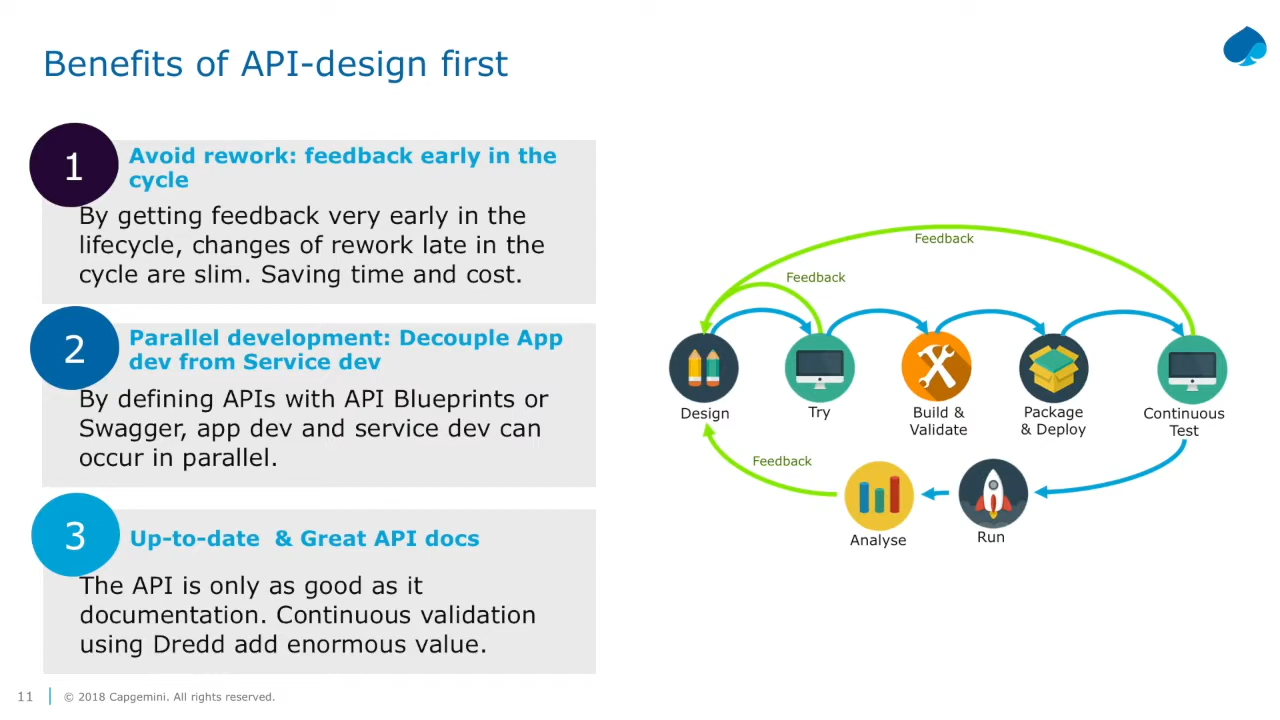 Benefits of API-design first
1
Avoid rework: feedback early in the
cycle
By getting feedback very early in the
lifecycle, changes of rework late in the
cycle are slim. Saving time and cost.
2
Parallel development: Decouple App
dev from Service dev
By defining APIs with API Blueprints or
Swagger, app dev and service dev can
occur in parallel.
3
Up-to-date & Great API docs
The API is only as good as it
documentation. Continuous validation
using Dredd add enormous value.
Feedback
Feedback
Design
Try
Build &
Validate
Package
& Deploy
Continuous
Test
Feedback
Analyse
Run
11
© 2018 Capgemini. All rights reserved.